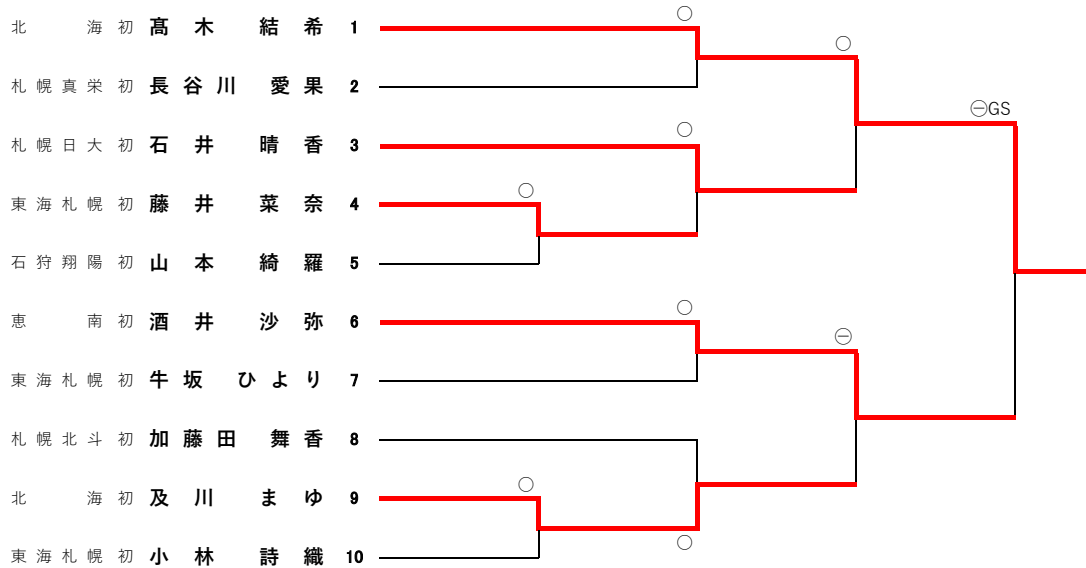 北海 初 髙木 結希 1
札幌真栄 初 長谷川 愛果 2
札幌日大 初 石井 晴香 3
東海札幌 初 藤井 菜奈 4
石狩翔陽 初 山本 綺羅 5
恵南 初 酒井 沙弥 6
東海札幌 初 牛坂 ひより 7
札幌北斗 初 加藤田 舞香 8
北海 初 及川 まゆ 9
東海札幌 初 小林 詩織 10
○
○
○
○
○
○
○
㊀
㊀GS